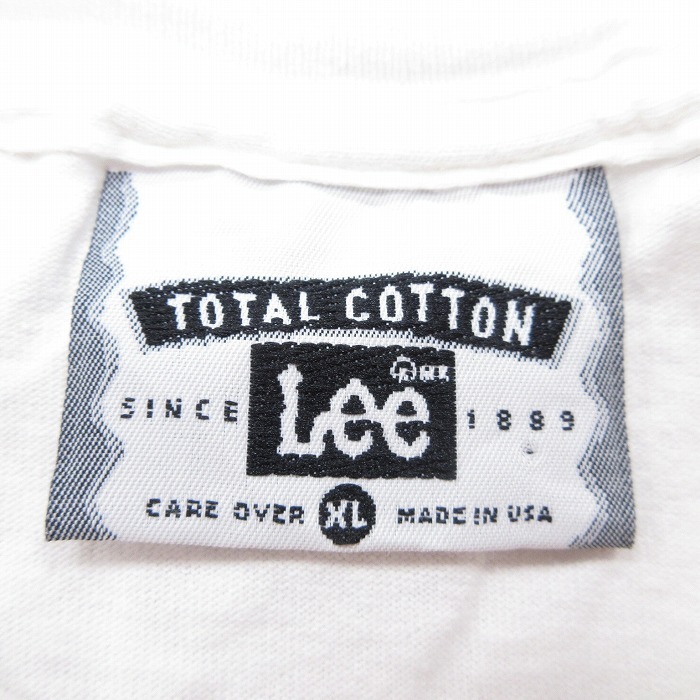 TOTAL COTTON
Lee
SINCE 1889
CARE OVER XL MADE IN USA